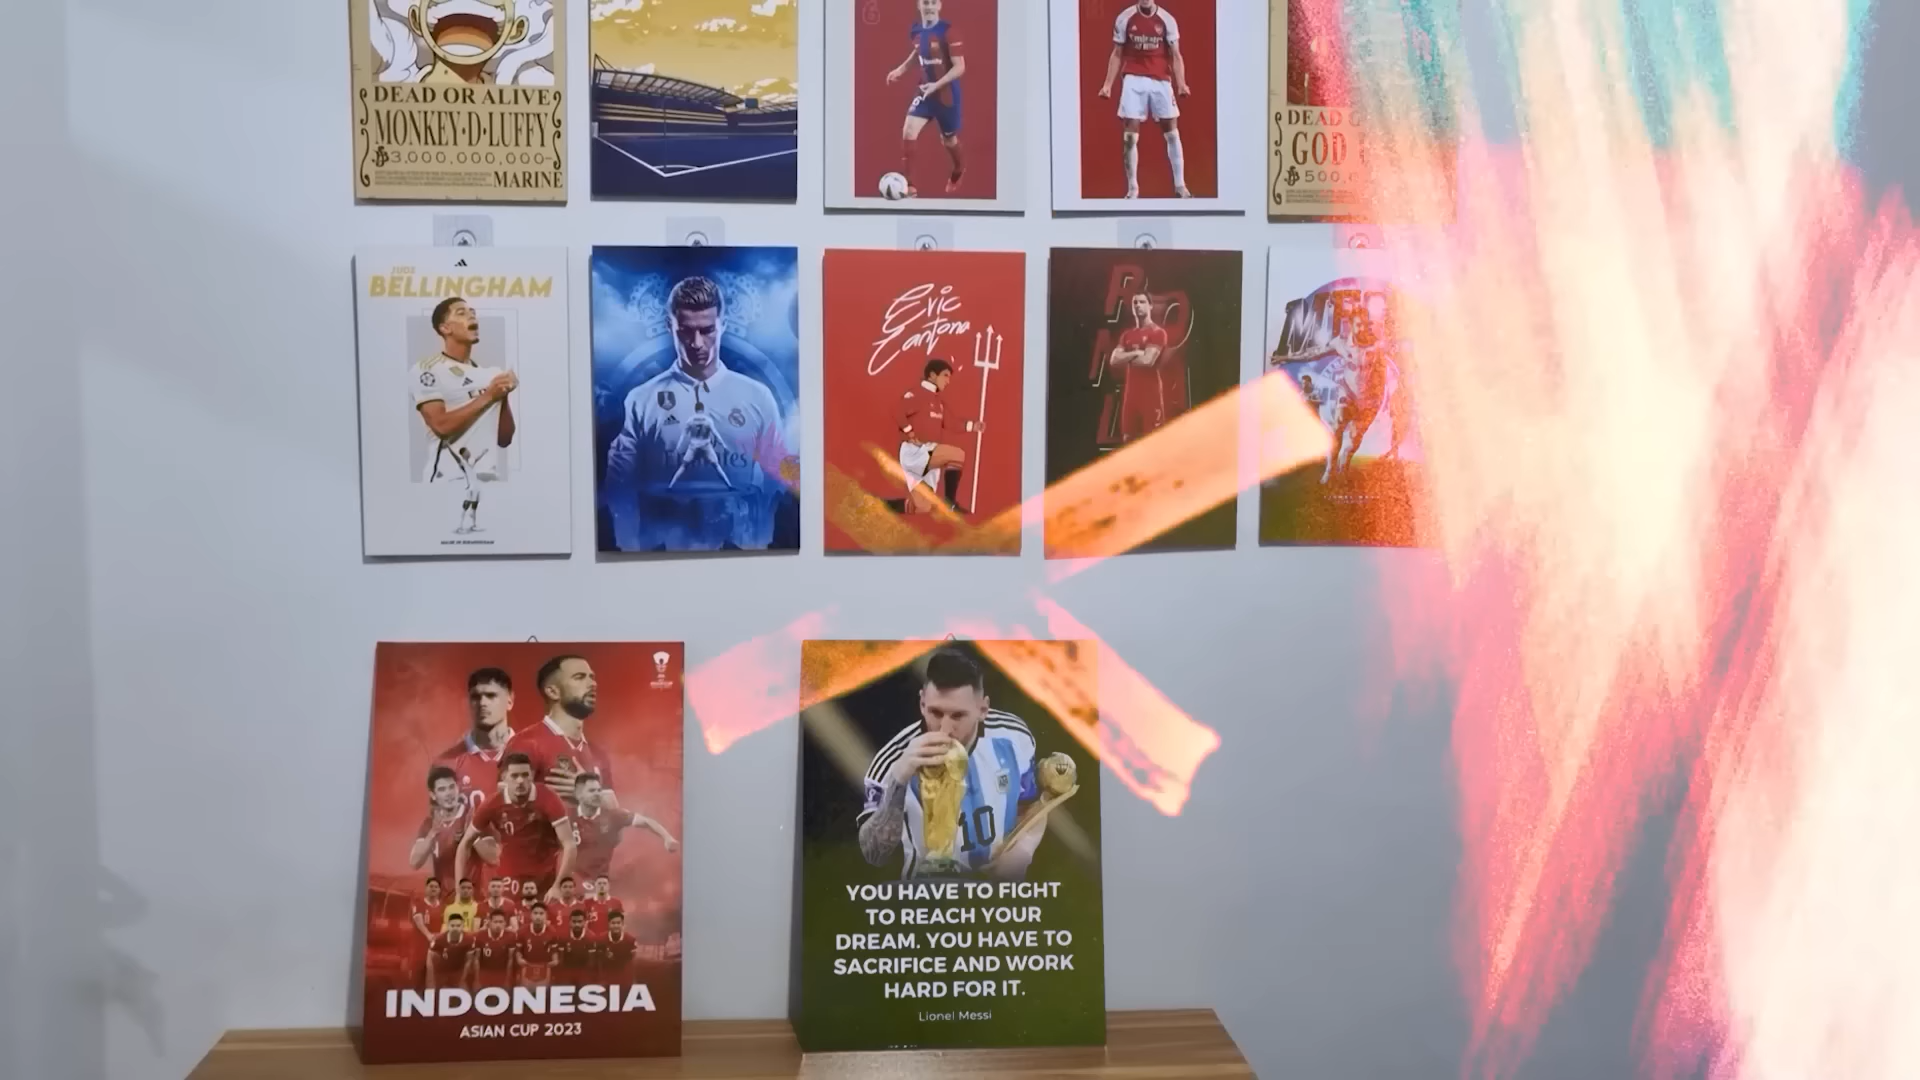 DEAD OR ALIVE
MONKEY·D·LUFFY
3,000,000,000-
MARINE
DEAD
GOD
500,0
JUDE
BELLINGHAM
Eric
Cantona
INDONESIA
ASIAN CUP 2023
10
YOU HAVE TO FIGHT
TO REACH YOUR
DREAM. YOU HAVE TO
SACRIFICE AND WORK
HARD FOR IT.
Lionel Messi